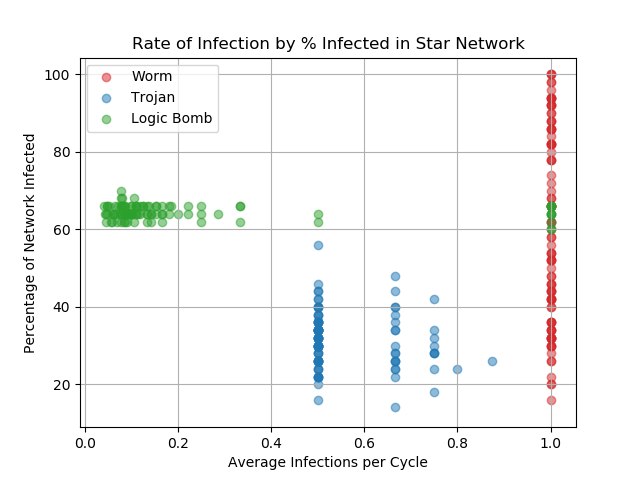 Rate of Infection by % Infected in Star Network
Worm
Trojan
Logic Bomb
Percentage of Network Infected
100
80
60
40
20
0.0 0.2 0.4 0.6 0.8 1.0
Average Infections per Cycle